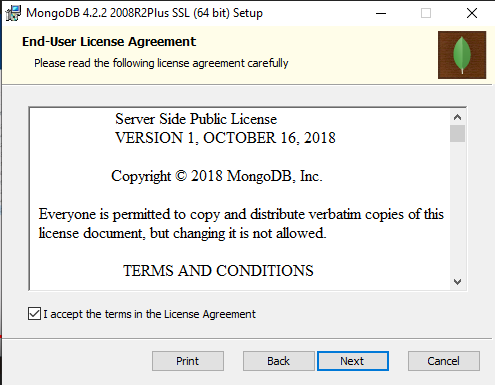 MongoDB 4.2.2 2008R2Plus SSL (64 bit) Setup
End-User License Agreement
Please read the following license agreement carefully
Server Side Public License
VERSION 1, OCTOBER 16, 2018
Copyright © 2018 MongoDB, Inc.
Everyone is permitted to copy and distribute verbatim copies of this
license document, but changing it is not allowed.
TERMS AND CONDITIONS
I accept the terms in the License Agreement
Print Back Next Cancel